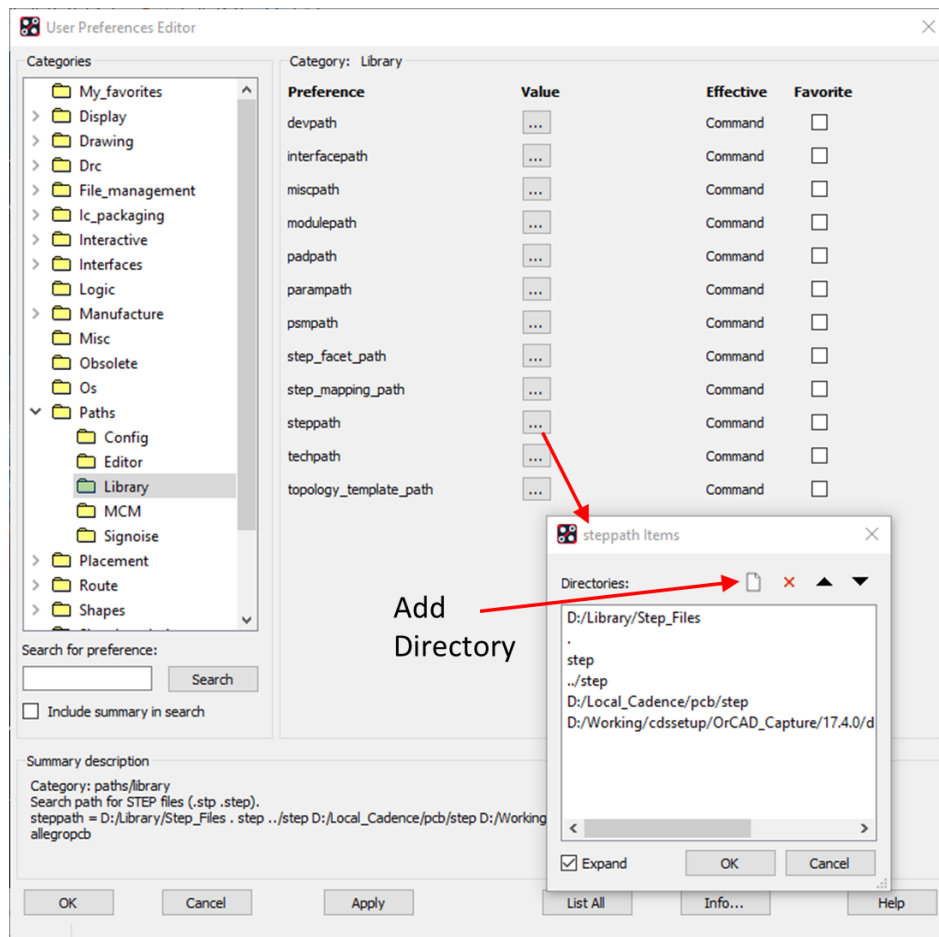 User Preferences Editor
Categories
My_favorites
Display
Drawing
Drc
File_management
Ic_packaging
Interactive
Interfaces
Logic
Manufacture
Misc
Obsolete
Os
Paths
Config
Editor
Library
MCM
Signoise
Placement
Route
Shapes
Search for preference:
Search
Include summary in search
Category: Library
Preference Value Effective Favorite
devpath ... Command
interfacepath ... Command
miscpath ... Command
modulepath ... Command
padpath ... Command
parampath ... Command
psmpath ... Command
step_facet_path ... Command
step_mapping_path ... Command
steppath ... Command
techpath ... Command
topology_template_path ... Command
Add
Directory
steppath Items
Directories:
D:/Library/Step_Files
.
step
../step
D:/Local_Cadence/pcb/step
D:/Working/cdssetup/OrCAD_Capture/17.4.0/d
Expand OK Cancel
Summary description
Category: paths/library
Search path for STEP files (.stp .step).
steppath = D:/Library/Step_Files . step ../step D:/Local_Cadence/pcb/step D:/Working
allegropcb
OK Cancel Apply List All Info... Help